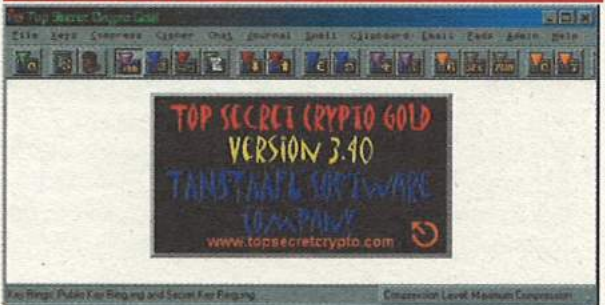 Top Secret Crypto Gold
File Keys Compress Cipher Chat Journal Spell Clipboard Email Pads Admin Help
TOP SECRET CRYPTO GOLD
VERSION 3.40
TANSTAAFL SOFTWARE
COMPANY
www.topsecretcrypto.com
Key Rings: Public Key Ring.pkg and Secret Key Ring.skg
Compression Level: Maximum Compression